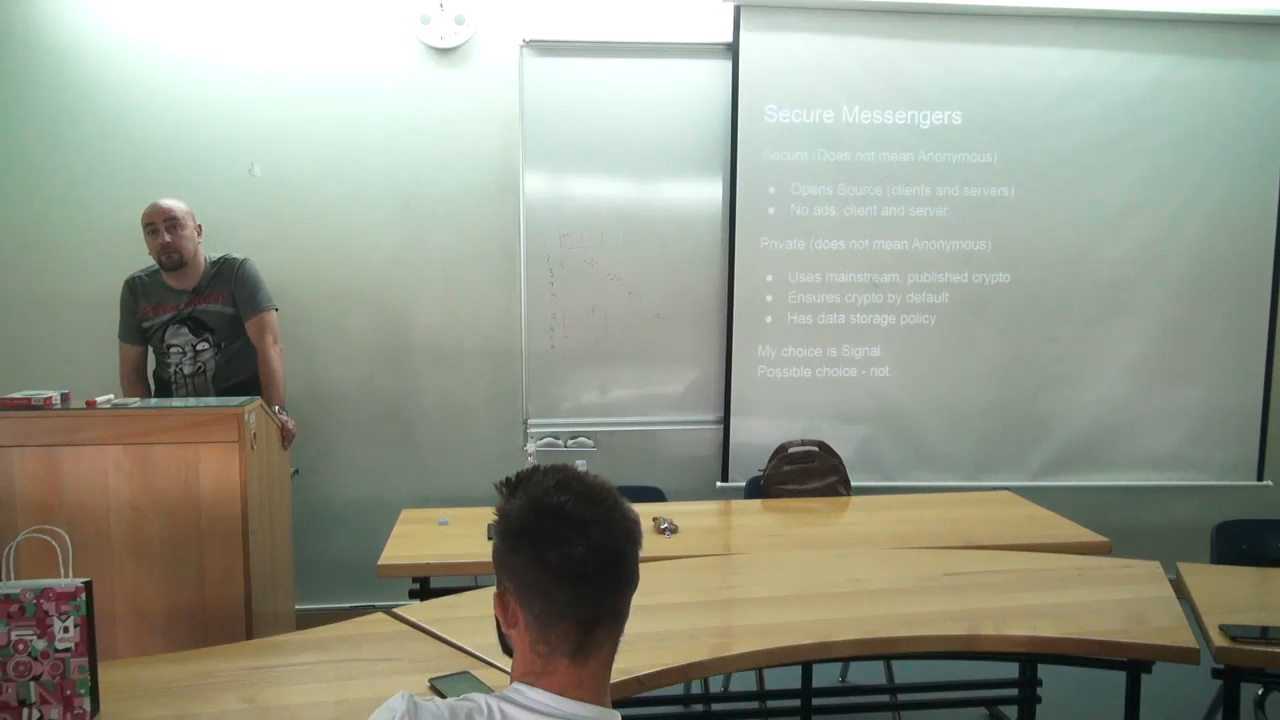 Secure Messengers
Secure (Does not mean Anonymous)
● Opens Source (clients and servers)
● No ads. client and server
Private (does not mean Anonymous)
● Uses mainstream, published crypto
● Ensures crypto by default
● Has data storage policy
My choice is Signal.
Possible choice - not.